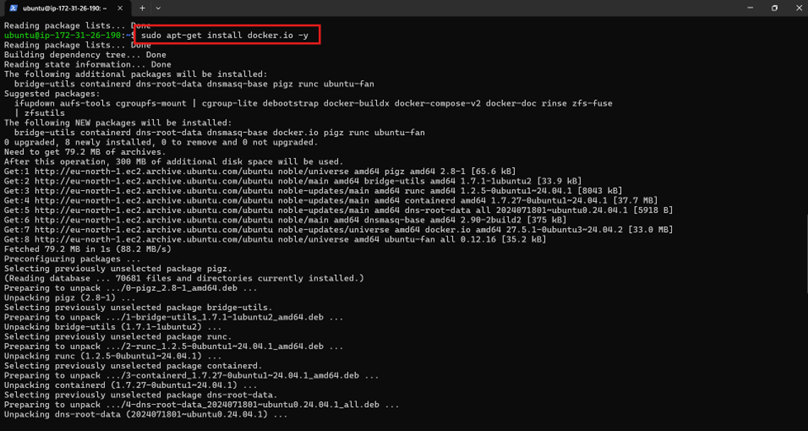 ubuntu@ip-172-31-26-190: ~
Reading package lists... Done
ubuntu@ip-172-31-26-190:~$ sudo apt-get install docker.io -y
Reading package lists... Done
Building dependency tree... Done
Reading state information... Done
The following additional packages will be installed:
bridge-utils containerd dns-root-data dnsmasq-base pigz runc ubuntu-fan
Suggested packages:
ifupdown aufs-tools cgroupfs-mount | cgroup-lite debootstrap docker-buildx docker-compose-v2 docker-doc rinse zfs-fuse
| zfsutils
The following NEW packages will be installed:
bridge-utils containerd dns-root-data dnsmasq-base docker.io pigz runc ubuntu-fan
0 upgraded, 8 newly installed, 0 to remove and 0 not upgraded.
Need to get 79.2 MB of archives.
After this operation, 300 MB of additional disk space will be used.
Get:1 http://eu-north-1.ec2.archive.ubuntu.com/ubuntu noble/universe amd64 pigz amd64 2.8-1 [65.6 kB]
Get:2 http://eu-north-1.ec2.archive.ubuntu.com/ubuntu noble/main amd64 bridge-utils amd64 1.7.1-1ubuntu2 [33.9 kB]
Get:3 http://eu-north-1.ec2.archive.ubuntu.com/ubuntu noble-updates/main amd64 runc amd64 1.2.5-0ubuntu1~24.04.1 [8043 kB]
Get:4 http://eu-north-1.ec2.archive.ubuntu.com/ubuntu noble-updates/main amd64 containerd amd64 1.7.27-0ubuntu1~24.04.1 [37.7 MB]
Get:5 http://eu-north-1.ec2.archive.ubuntu.com/ubuntu noble-updates/main amd64 dns-root-data all 2024071801~ubuntu0.24.04.1 [5918 B]
Get:6 http://eu-north-1.ec2.archive.ubuntu.com/ubuntu noble/main amd64 dnsmasq-base amd64 2.90-2build2 [375 kB]
Get:7 http://eu-north-1.ec2.archive.ubuntu.com/ubuntu noble-updates/universe amd64 docker.io amd64 27.5.1-0ubuntu3~24.04.2 [33.0 MB]
Get:8 http://eu-north-1.ec2.archive.ubuntu.com/ubuntu noble/universe amd64 ubuntu-fan all 0.12.16 [35.2 kB]
Fetched 79.2 MB in 1s (88.2 MB/s)
Preconfiguring packages ...
Selecting previously unselected package pigz.
(Reading database ... 70681 files and directories currently installed.)
Preparing to unpack .../0-pigz_2.8-1_amd64.deb ...
Unpacking pigz (2.8-1) ...
Selecting previously unselected package bridge-utils.
Preparing to unpack .../1-bridge-utils_1.7.1-1ubuntu2_amd64.deb ...
Unpacking bridge-utils (1.7.1-1ubuntu2) ...
Selecting previously unselected package runc.
Preparing to unpack .../2-runc_1.2.5-0ubuntu1~24.04.1_amd64.deb ...
Unpacking runc (1.2.5-0ubuntu1~24.04.1) ...
Selecting previously unselected package containerd.
Preparing to unpack .../3-containerd_1.7.27-0ubuntu1~24.04.1_amd64.deb ...
Unpacking containerd (1.7.27-0ubuntu1~24.04.1) ...
Selecting previously unselected package dns-root-data.
Preparing to unpack .../4-dns-root-data_2024071801~ubuntu0.24.04.1_all.deb ...
Unpacking dns-root-data (2024071801~ubuntu0.24.04.1) ...